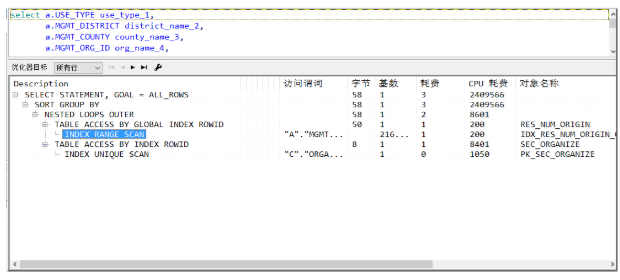 select a.USE_TYPE use_type_1,
a.MGMT_DISTRICT district_name_2,
a.MGMT_COUNTY county_name_3,
a.MGMT_ORG_ID org_name_4,
优化器目标 所有行
Description 访问谓词 字节 基数 耗费 CPU 耗费 对象名称
SELECT STATEMENT, GOAL = ALL_ROWS 58 1 3 2409566
SORT GROUP BY 58 1 3 2409566
NESTED LOOPS OUTER 58 1 2 8601
TABLE ACCESS BY GLOBAL INDEX ROWID 50 1 1 200 RES_NUM_ORIGIN
INDEX RANGE SCAN "A"."MGMT... 216... 1 200 IDX_RES_NUM_ORIGIN_
TABLE ACCESS BY INDEX ROWID 8 1 1 8401 SEC_ORGANIZE
INDEX UNIQUE SCAN "C"."ORGA... 1 0 1050 PK_SEC_ORGANIZE